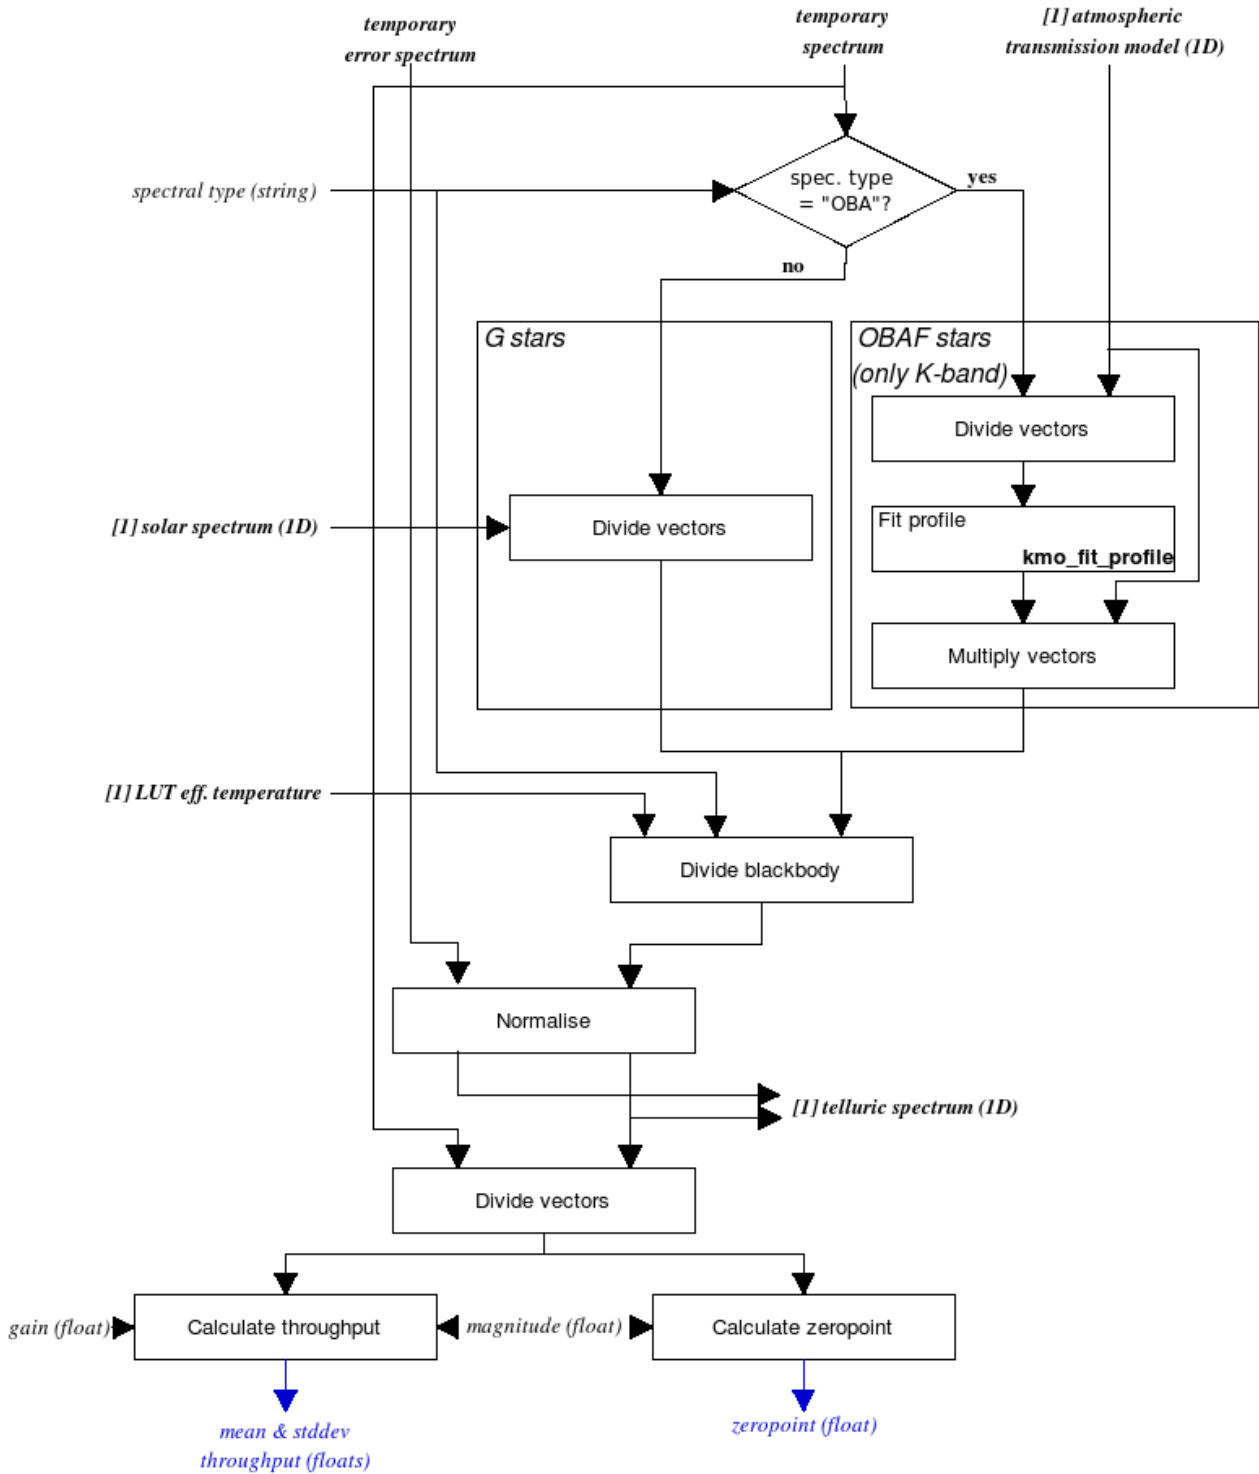 temporary
error spectrum
temporary
spectrum
[1] atmospheric
transmission model (1D)
spectral type (string)
spec. type
= "OBA"?
yes
no
G stars
OBAF stars
(only K-band)
Divide vectors
Fit profile
kmo_fit_profile
[1] solar spectrum (1D)
Divide vectors
Multiply vectors
[1] LUT eff. temperature
Divide blackbody
Normalise
[1] telluric spectrum (1D)
Divide vectors
gain (float)
Calculate throughput
magnitude (float)
Calculate zeropoint
mean & stddev
throughput (floats)
zeropoint (float)